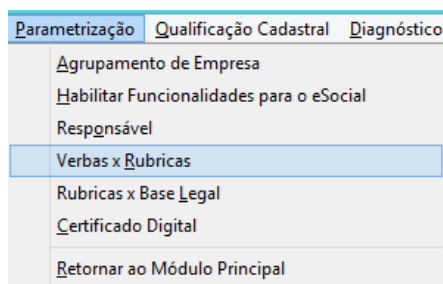 Parametrização Qualificação Cadastral Diagnóstico
Agrupamento de Empresa
Habilitar Funcionalidades para o eSocial
Responsável
Verbas x Rubricas
Rubricas x Base Legal
Certificado Digital
Retornar ao Módulo Principal